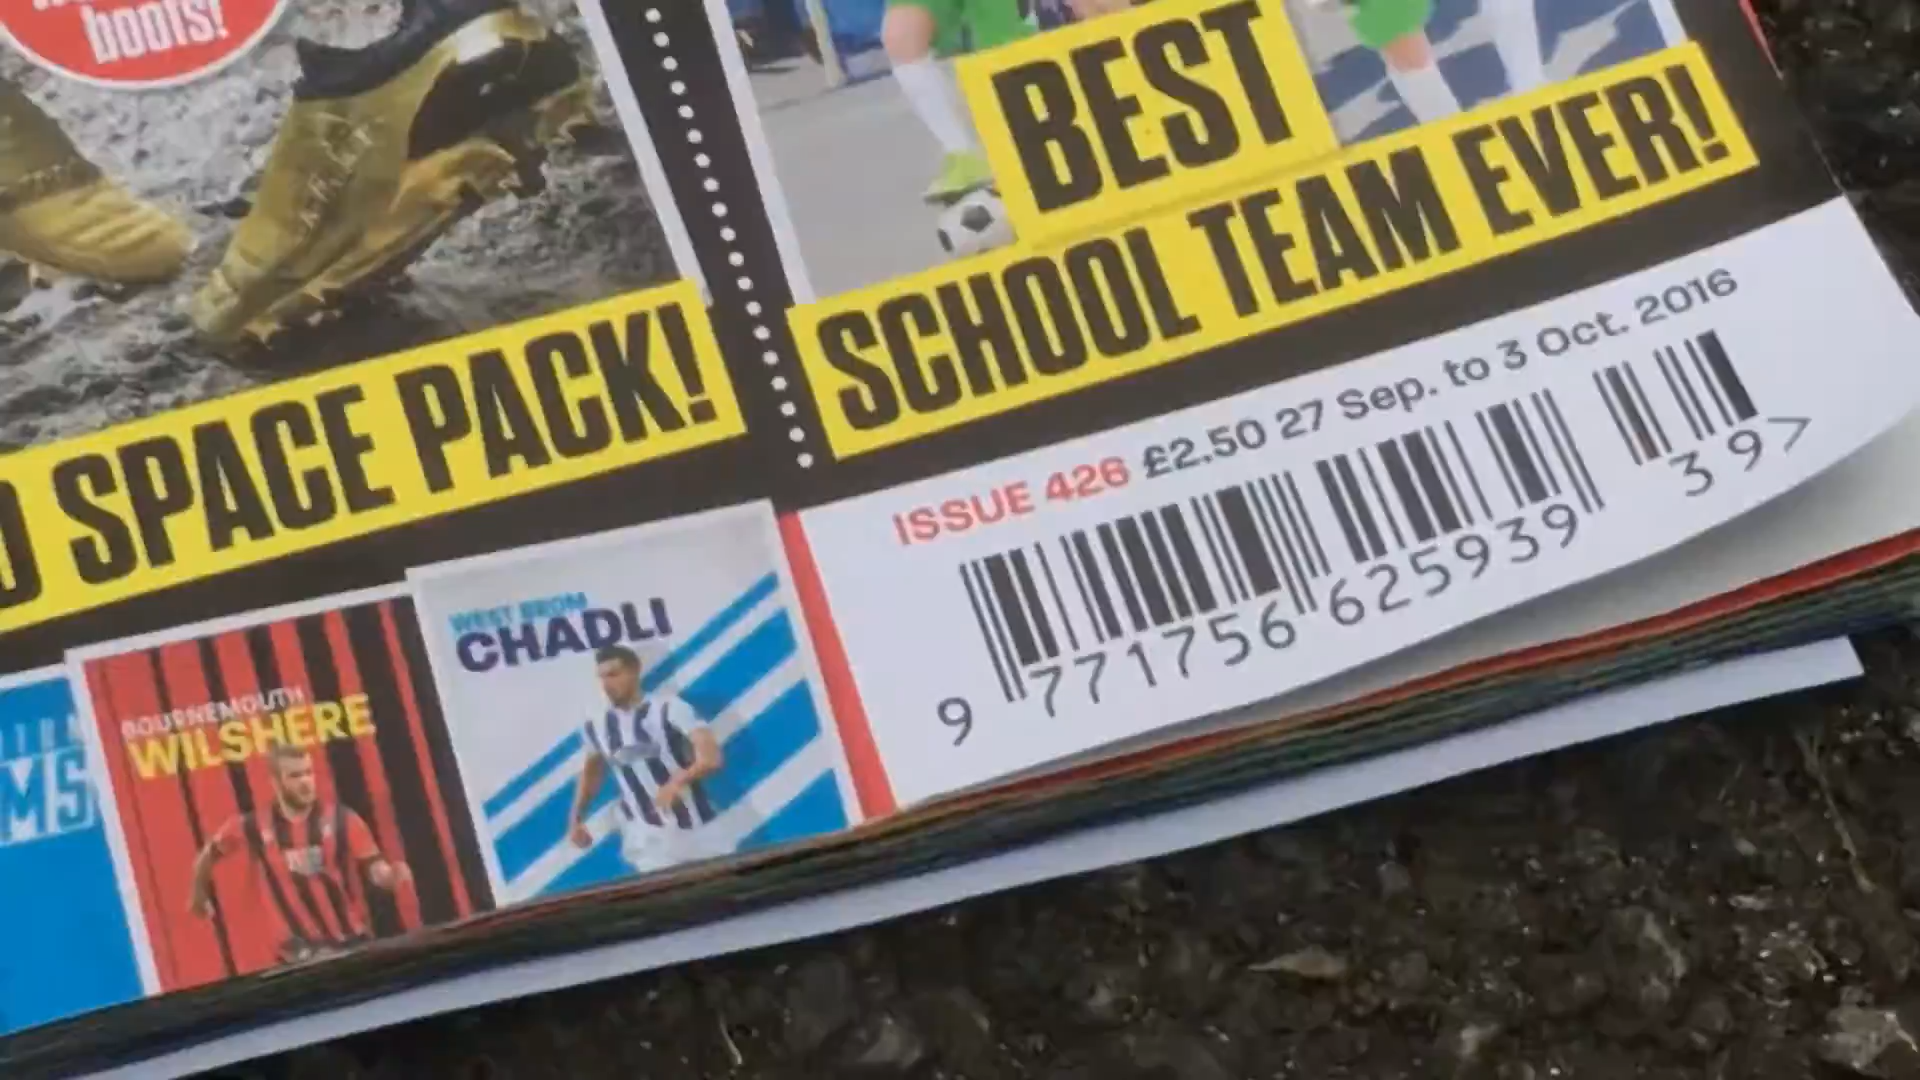 boots!
BEST
SCHOOL TEAM EVER!
SPACE PACK!
ISSUE 426 £2.50 27 Sep. to 3 Oct. 2016
39>
9 771756 625939
WEST BROM
CHADLI
BOURNEMOUTH
WILSHERE